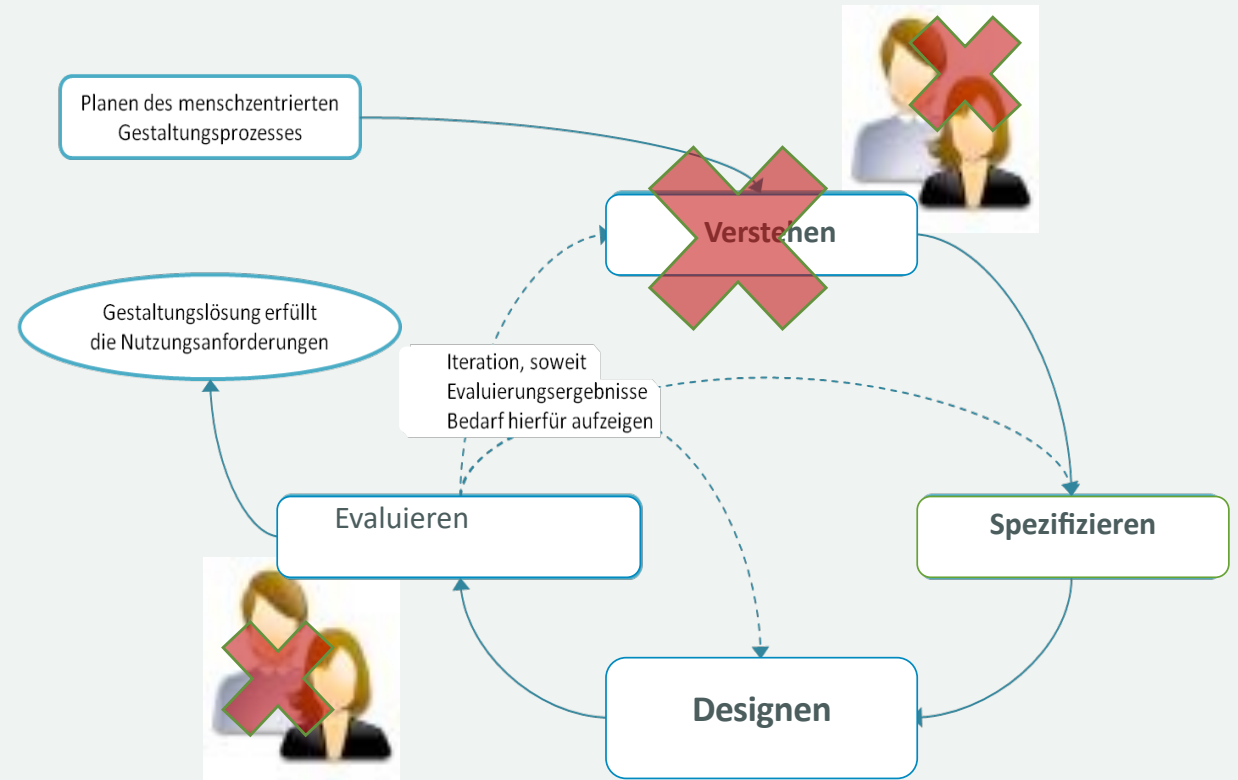 Planen des menschzentrierten
Gestaltungsprozesses
Verstehen
Gestaltungslösung erfüllt
die Nutzungsanforderungen
Iteration, soweit
Evaluierungsergebnisse
Bedarf hierfür aufzeigen
Evaluieren
Spezifizieren
Designen